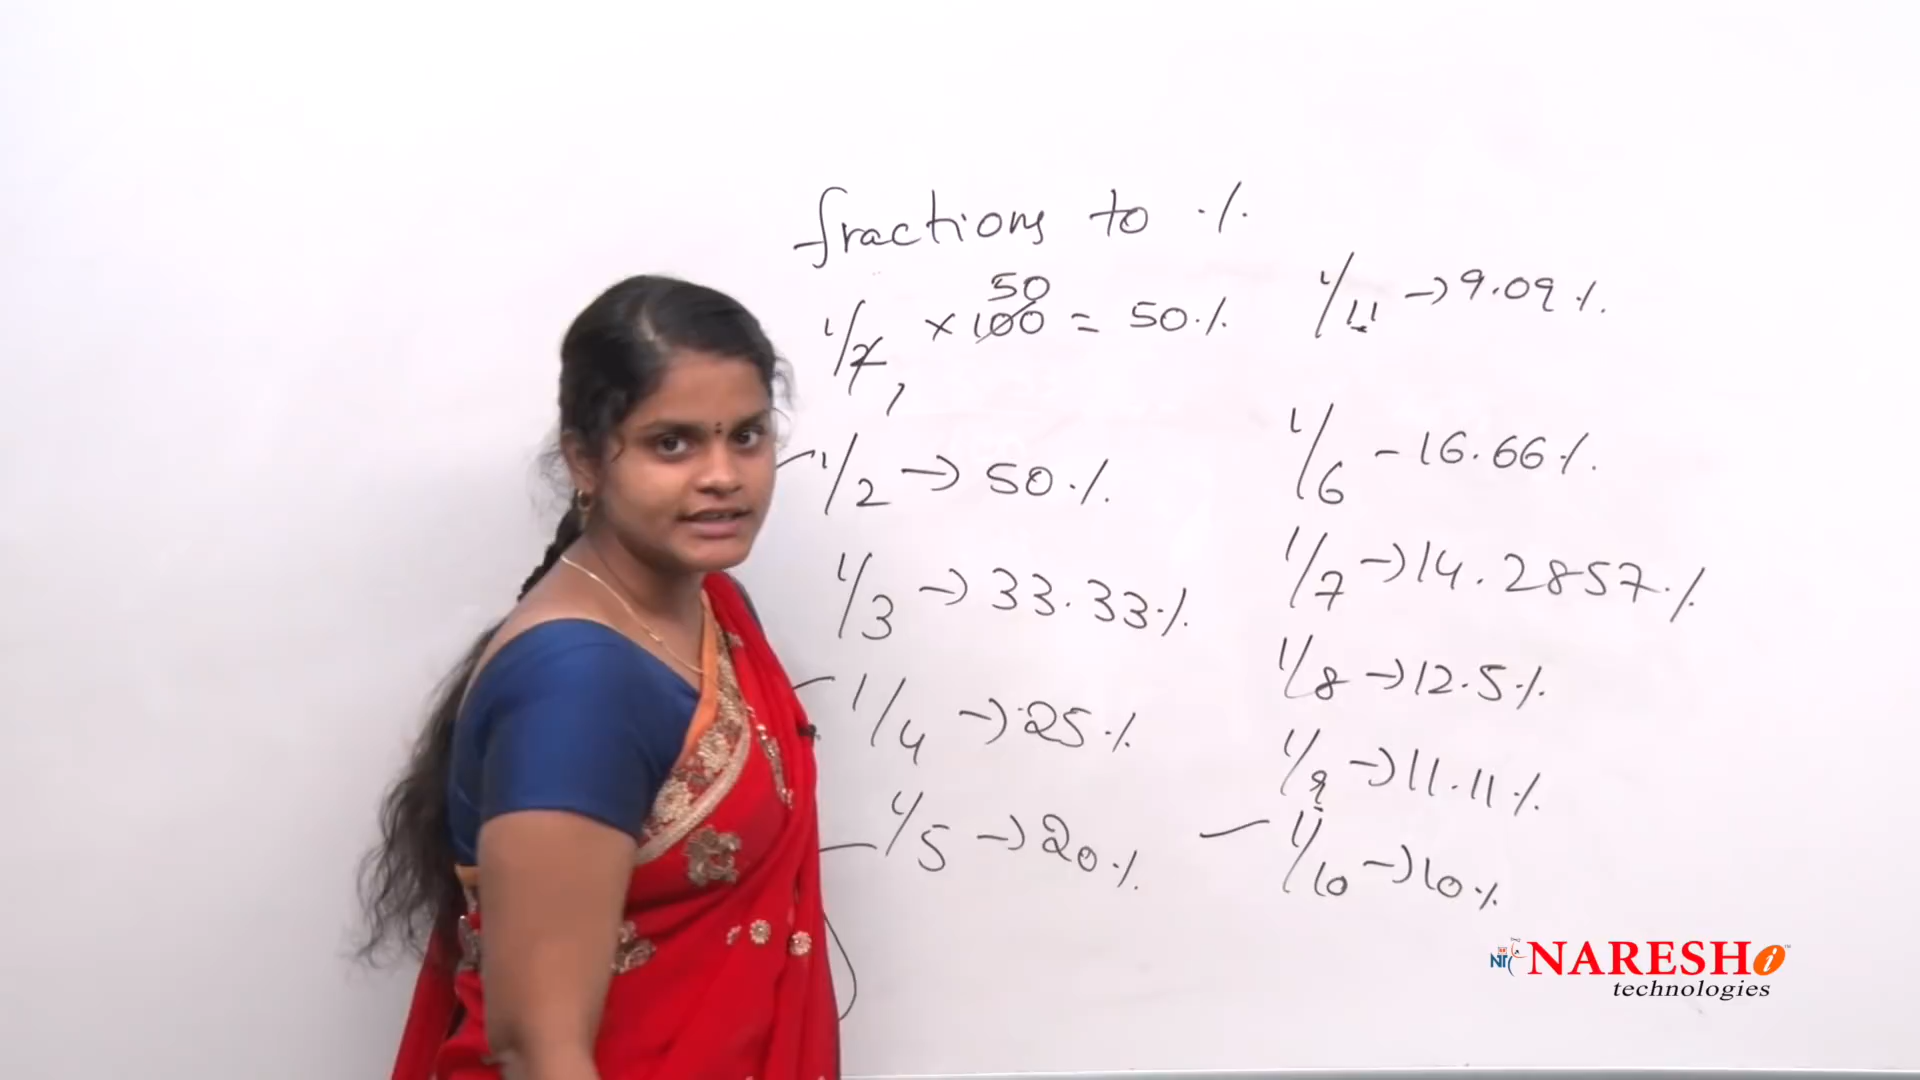 fractions to %
1/2 × 100 = 50%
50
1
1/2 → 50%
1/3 → 33.33%
1/4 → 25%
1/5 → 20%
1/11 → 9.09%
1/6 - 16.66%
1/7 → 14.2857%
1/8 → 12.5%
1/9 → 11.11%
1/10 → 10%
NARESH i
technologies